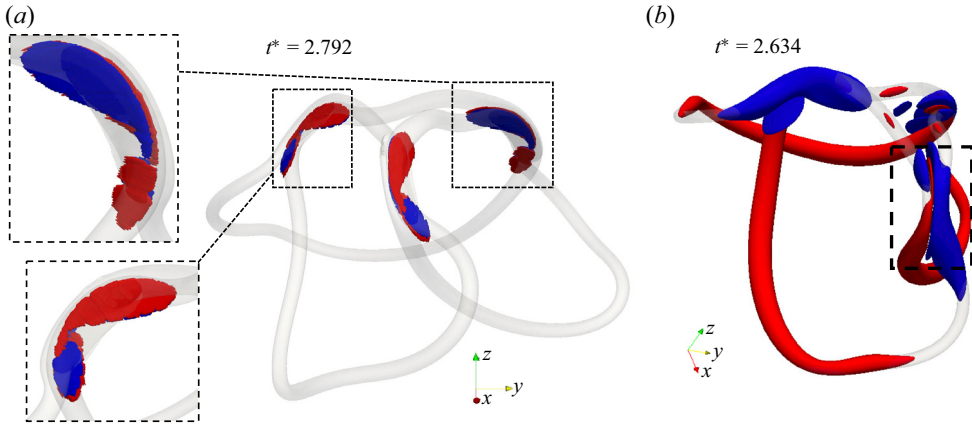 (a)
t* = 2.792
z
y
x
(b)
t* = 2.634
z
y
x